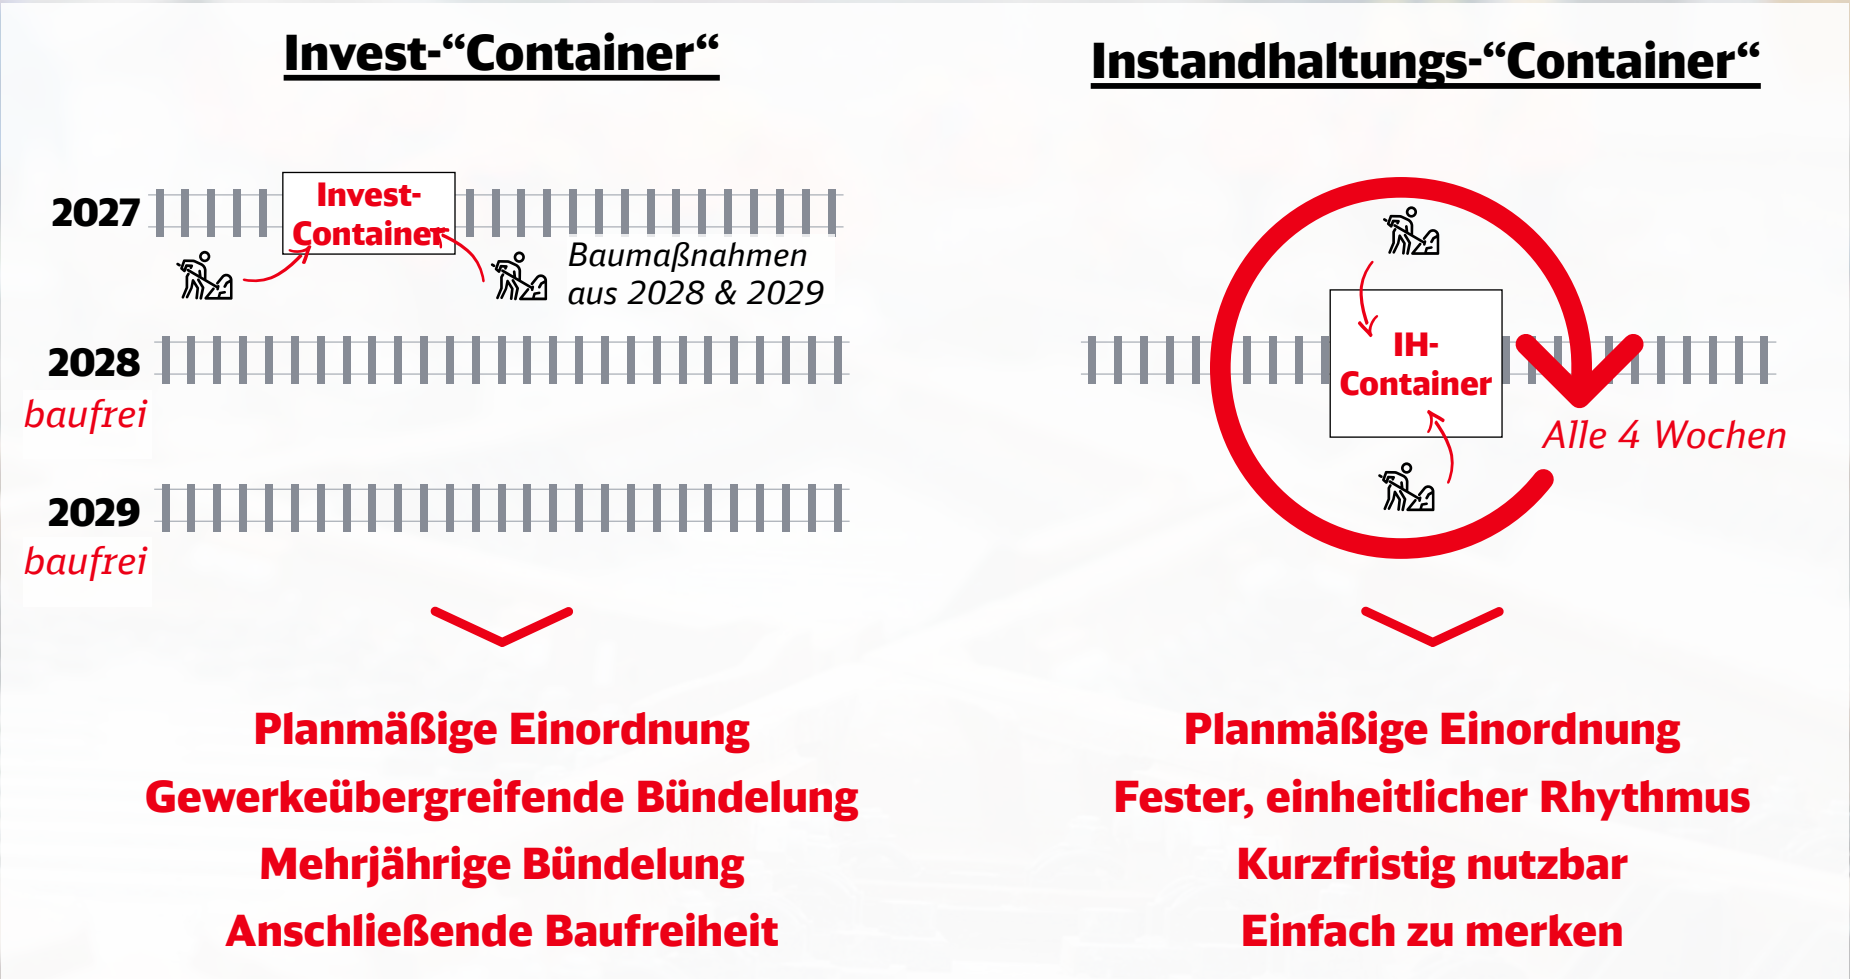 Invest-“Container“
2027
Invest-
Container
Baumaßnahmen
aus 2028 & 2029
2028
baufrei
2029
baufrei
Planmäßige Einordnung
Gewerkeübergreifende Bündelung
Mehrjährige Bündelung
Anschließende Baufreiheit
Instandhaltungs-“Container“
IH-
Container
Alle 4 Wochen
Planmäßige Einordnung
Fester, einheitlicher Rhythmus
Kurzfristig nutzbar
Einfach zu merken